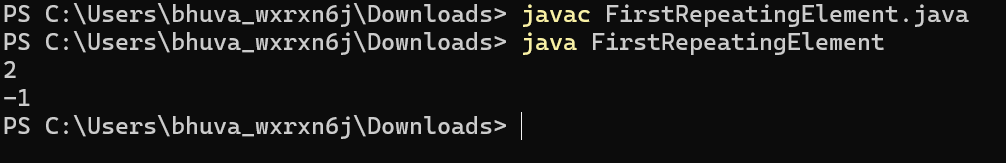 PS C:\Users\bhuva_wxrxn6j\Downloads> javac FirstRepeatingElement.java
PS C:\Users\bhuva_wxrxn6j\Downloads> java FirstRepeatingElement
2
-1
PS C:\Users\bhuva_wxrxn6j\Downloads>